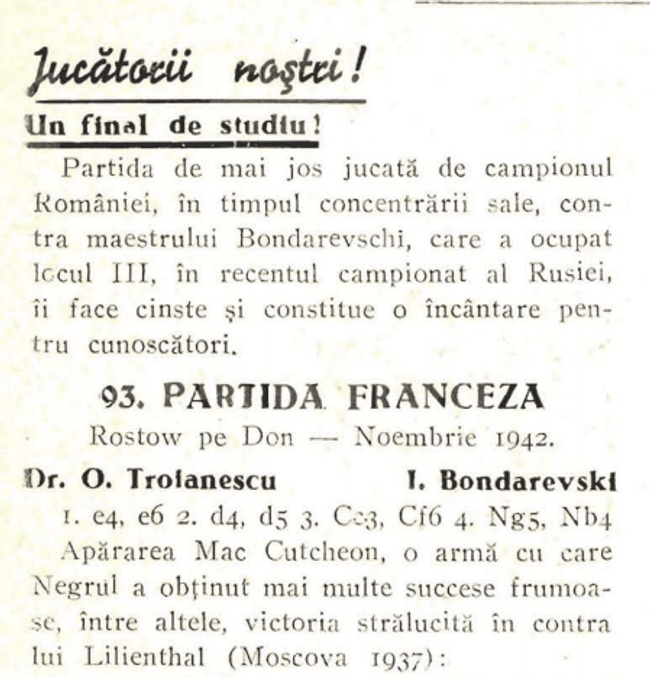 Jucătorii noștri!
Un final de studiu!
Partida de mai jos jucată de campionul
României, în timpul concentrării sale, con-
tra maestrului Bondarevschi, care a ocupat
locul III, în recentul campionat al Rusiei,
îi face cinste și constitue o încântare pen-
tru cunoscători.
93. PARTIDA FRANCEZA
Rostow pe Don — Noembrie 1942.
Dr. O. Troianescu I. Bondarevski
1. e4, e6 2. d4, d5 3. Cc3, Cf6 4. Ng5, Nb4
Apărarea Mac Cutcheon, o armă cu care
Negrul a obținut mai multe succese frumoa-
se, între altele, victoria strălucită în contra
lui Lilienthal (Moscova 1937):